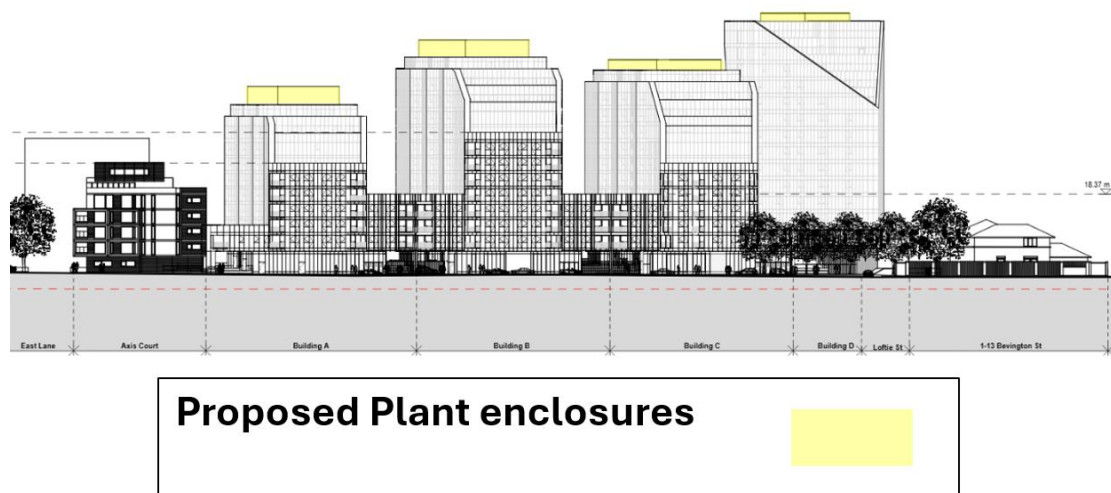 18.37 m
East Lane
Axis Court
Building A
Building B
Building C
Building D
Loftie St
1-13 Bevington St
Proposed Plant enclosures